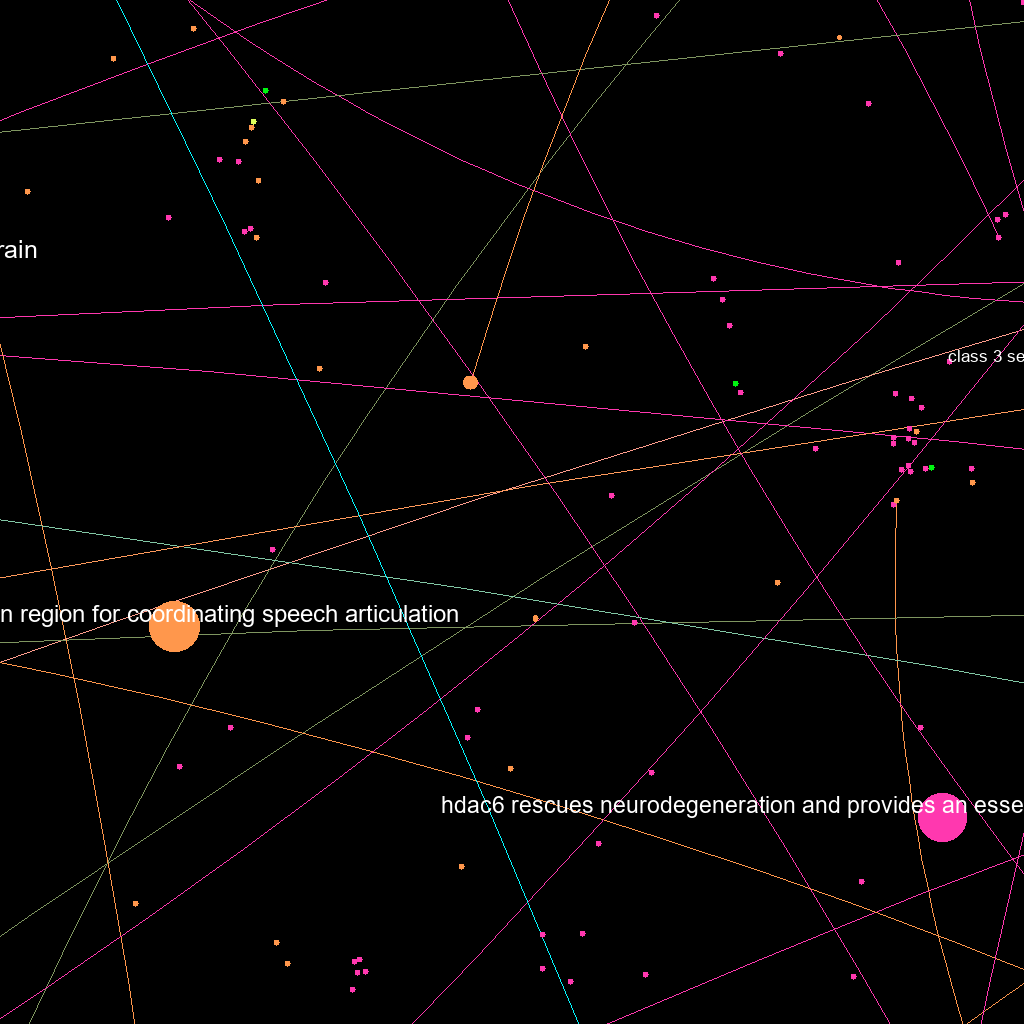 rain
class 3 se
n region for coordinating speech articulation
hdac6 rescues neurodegeneration and provides an esse